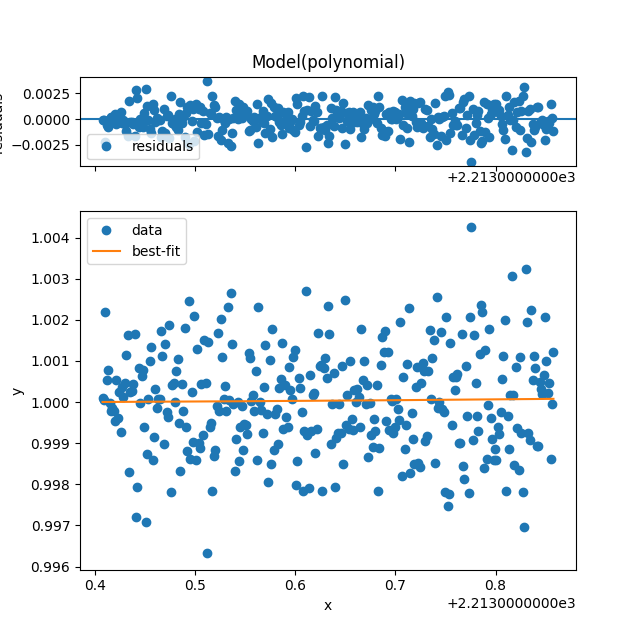 Model(polynomial)
0.0025
0.0000
−0.0025
residuals
residuals
+2.2130000000e3
data
best-fit
1.004
1.003
1.002
1.001
1.000
0.999
0.998
0.997
0.996
y
0.4
0.5
0.6
0.7
0.8
x
+2.2130000000e3